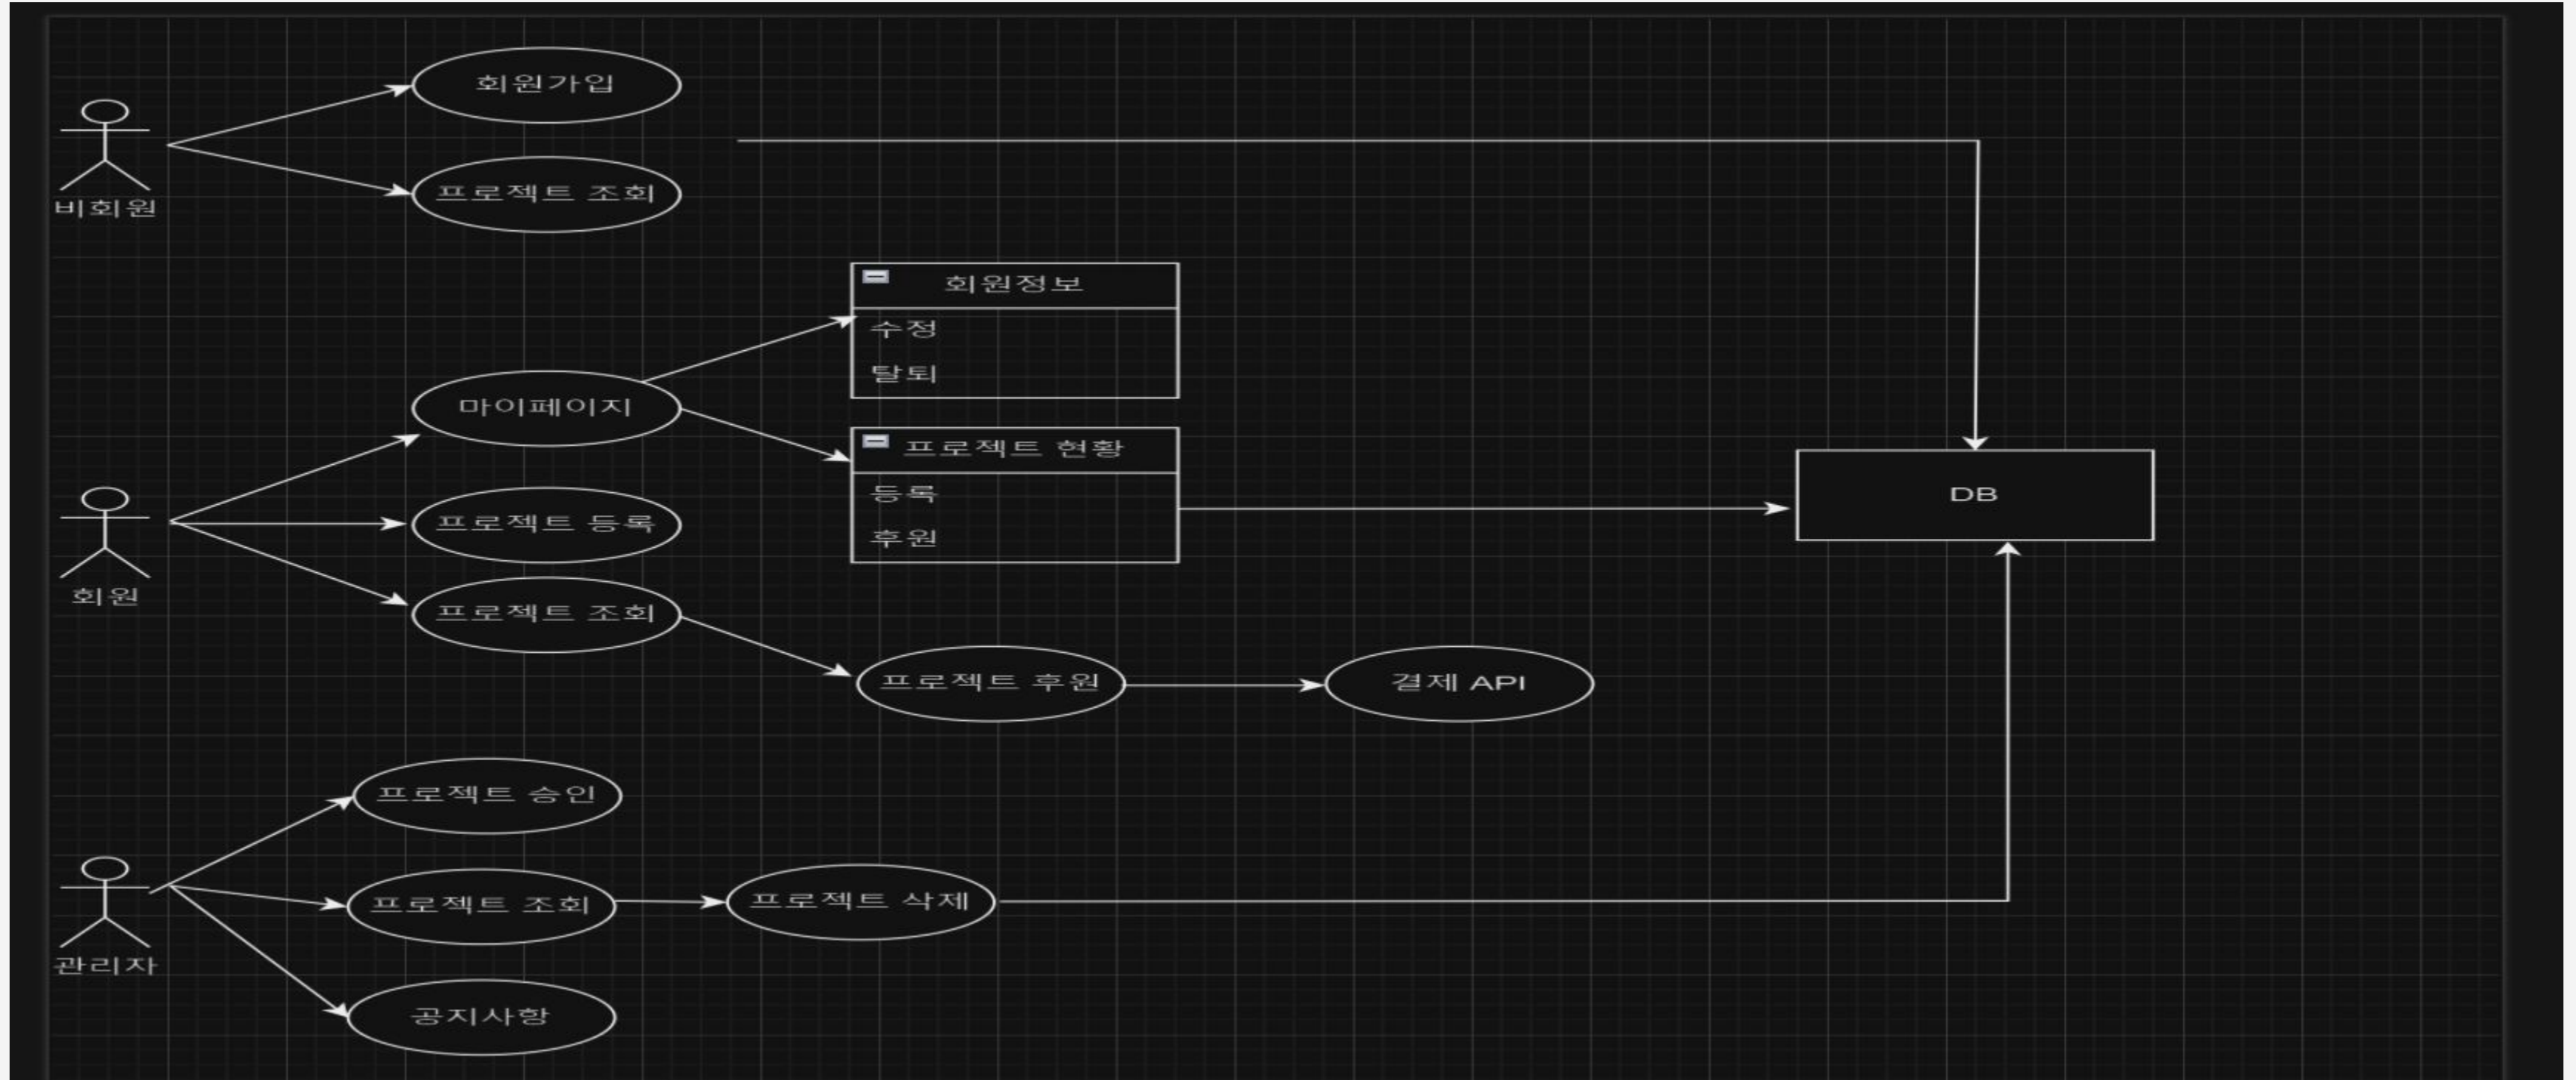 회원가입
프로젝트 조회
비회원
회원정보
수정
탈퇴
마이페이지
프로젝트 현황
등록
후원
DB
프로젝트 등록
회원
프로젝트 조회
프로젝트 후원
결제 API
프로젝트 승인
프로젝트 조회
프로젝트 삭제
관리자
공지사항